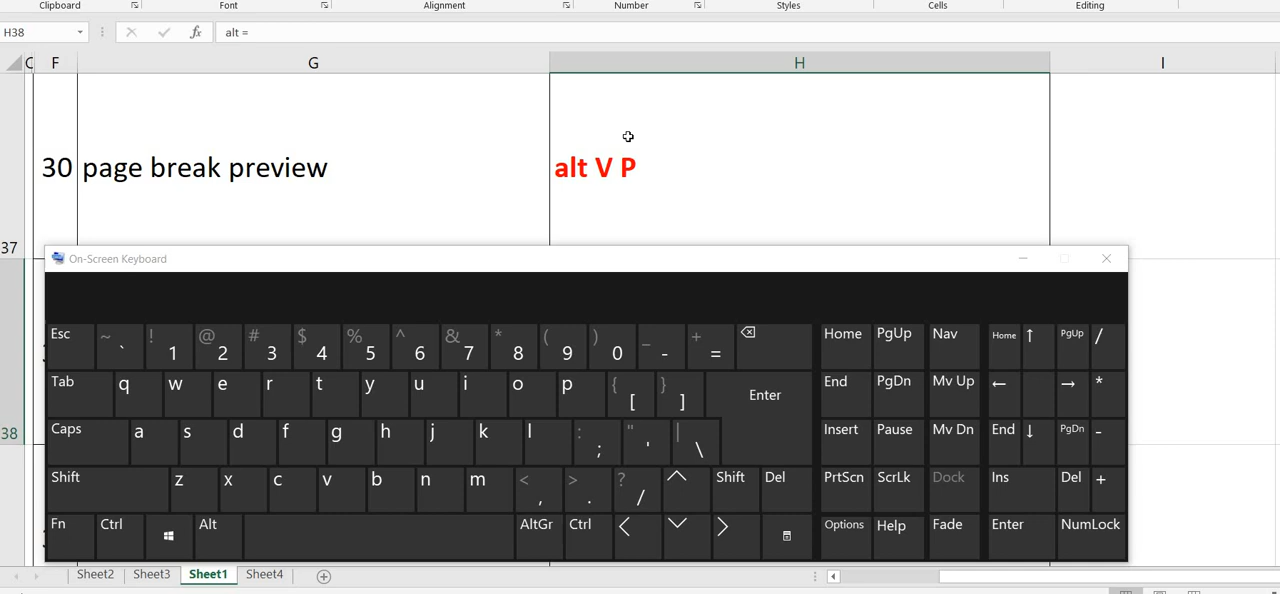 Clipboard Font Alignment Number Styles Cells Editing
H38 fx alt =
C F G H I
30 page break preview alt V P
37
On-Screen Keyboard
Esc ~ ` ! 1 @ 2 # 3 $ 4 % 5 ^ 6 & 7 * 8 ( 9 ) 0 _ - + = Home PgUp Nav Home ↑ PgUp /
Tab q w e r t y u i o p { [ } ] Enter End PgDn Mv Up ← → *
38
Caps a s d f g h j k l : ; " ' | \ Insert Pause Mv Dn End ↓ PgDn -
Shift z x c v b n m < , > . ? / Shift Del PrtScn ScrLk Dock Ins Del +
Fn Ctrl Alt AltGr Ctrl Options Help Fade Enter NumLock
Sheet2 Sheet3 Sheet1 Sheet4